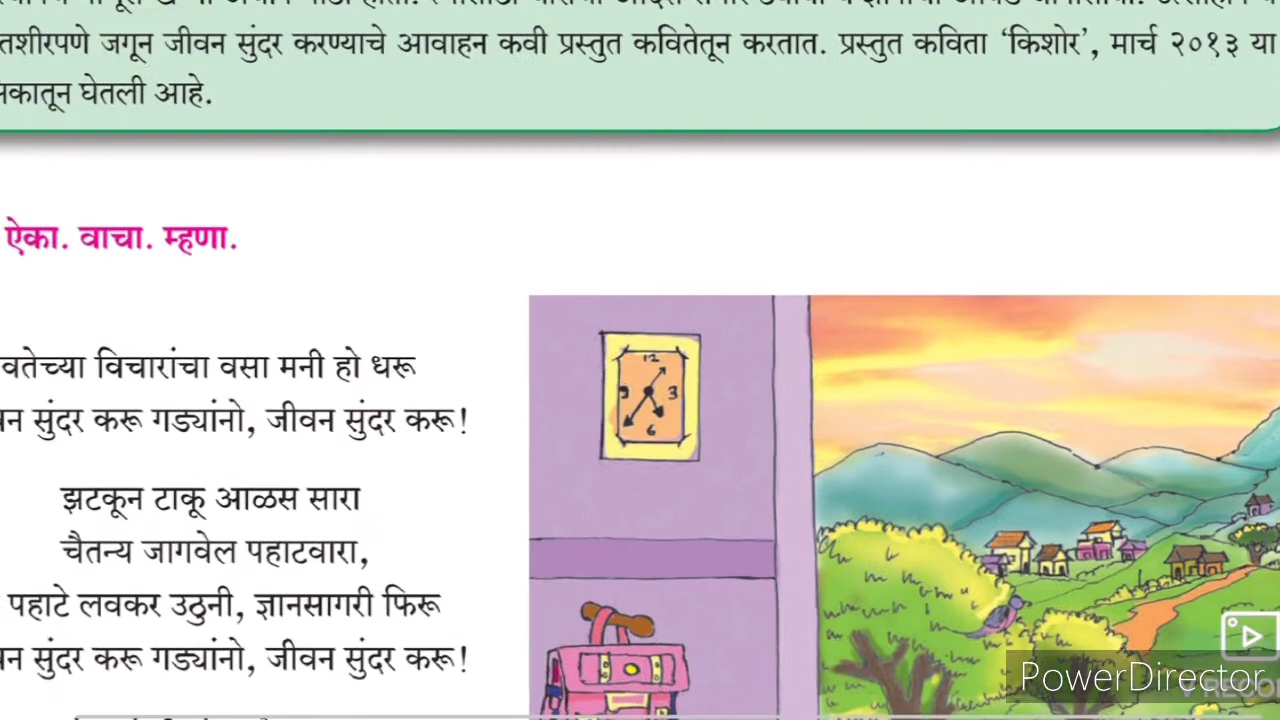 तशीरपणे जगून जीवन सुंदर करण्याचे आवाहन कवी प्रस्तुत कवितेतून करतात. प्रस्तुत कविता ‘किशोर’, मार्च २०१३ या
घेतली आहे.
ऐका. वाचा. म्हणा.
वतेच्या विचारांचा वसा मनी हो धरू
सुंदर करू गड्यांनो, जीवन सुंदर करू!
झटकून टाकू आळस सारा
चैतन्य जागवेल पहाटवारा,
पहाटे लवकर उठुनी, ज्ञानसागरी फिरू
सुंदर करू गड्यांनो, जीवन सुंदर करू!
12
3
6
PowerDirector